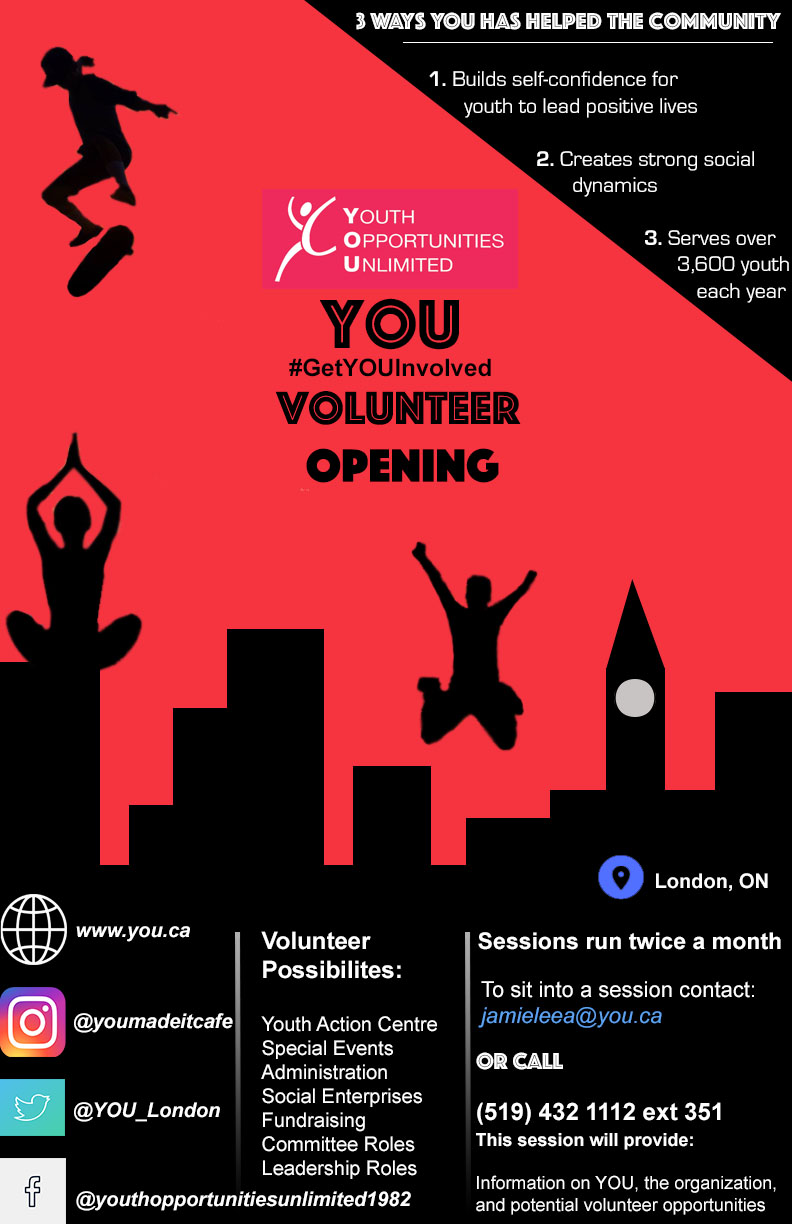 3 WAYS YOU HAS HELPED THE COMMUNITY
1. Builds self-confidence for
youth to lead positive lives
2. Creates strong social
dynamics
3. Serves over
3,600 youth
each year
YOUTH
OPPORTUNITIES
UNLIMITED
YOU
#GetYOUInvolved
VOLUNTEER
OPENING
London, ON
www.you.ca
@youmadeitcafe
@YOU_London
@youthopportunitiesunlimited1982
Volunteer
Possibilites:
Youth Action Centre
Special Events
Administration
Social Enterprises
Fundraising
Committee Roles
Leadership Roles
Sessions run twice a month
To sit into a session contact:
jamieleea@you.ca
OR CALL
(519) 432 1112 ext 351
This session will provide:
Information on YOU, the organization,
and potential volunteer opportunities